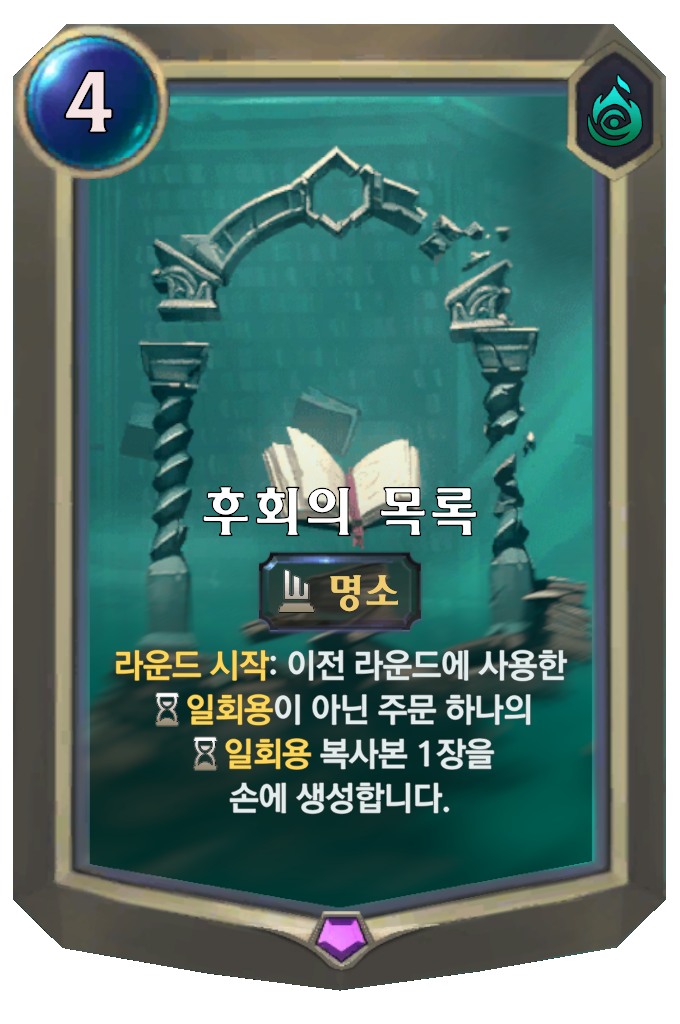 4
후회의 목록
명소
라운드 시작: 이전 라운드에 사용한
일회용이 아닌 주문 하나의
일회용 복사본 1장을
손에 생성합니다.